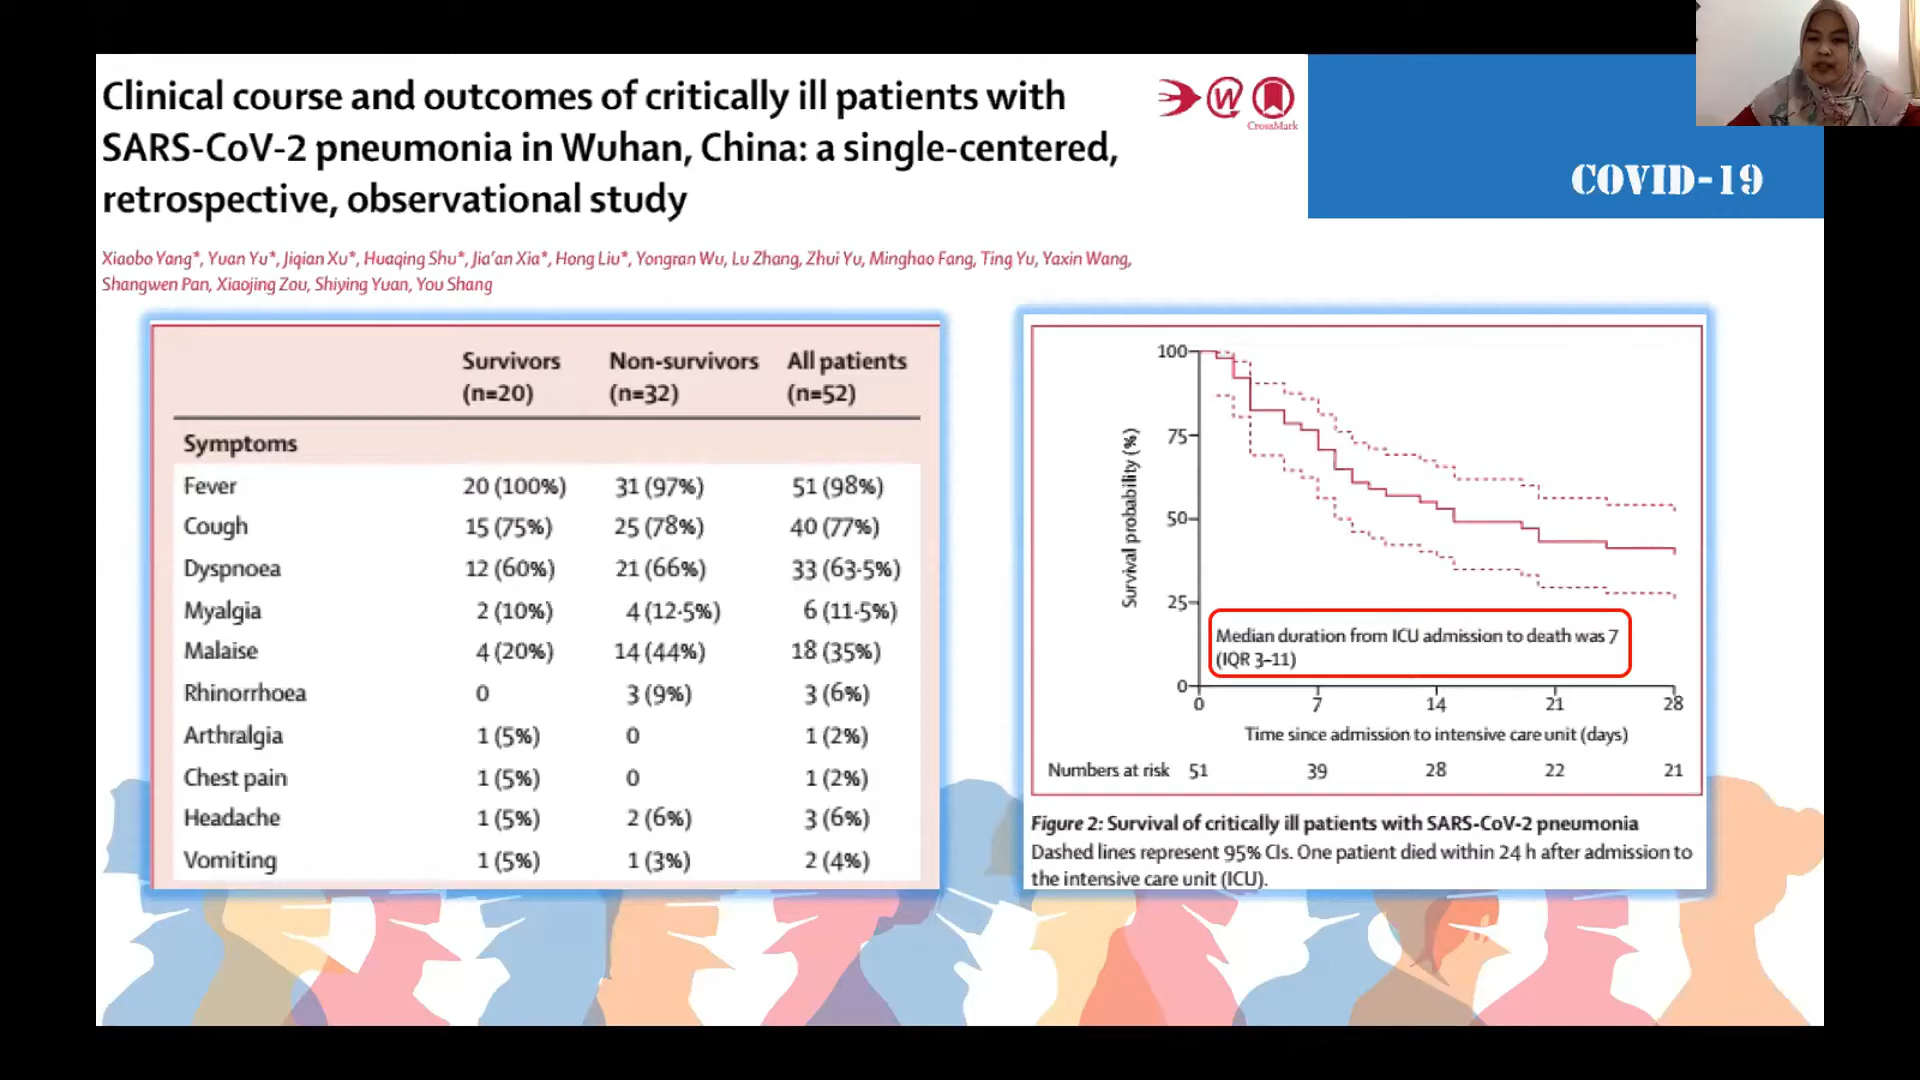 Clinical course and outcomes of critically ill patients with
SARS-CoV-2 pneumonia in Wuhan, China: a single-centered,
retrospective, observational study
W
CrossMark
COVID-19
Xiaobo Yang*, Yuan Yu*, Jiqian Xu*, Huaqing Shu*, Jia'an Xia*, Hong Liu*, Yongran Wu, Lu Zhang, Zhui Yu, Minghao Fang, Ting Yu, Yaxin Wang,
Shangwen Pan, Xiaojing Zou, Shiying Yuan, You Shang
Survivors Non-survivors All patients
(n=20) (n=32) (n=52)
Symptoms
Fever 20 (100%) 31 (97%) 51 (98%)
Cough 15 (75%) 25 (78%) 40 (77%)
Dyspnoea 12 (60%) 21 (66%) 33 (63·5%)
Myalgia 2 (10%) 4 (12·5%) 6 (11·5%)
Malaise 4 (20%) 14 (44%) 18 (35%)
Rhinorrhoea 0 3 (9%) 3 (6%)
Arthralgia 1 (5%) 0 1 (2%)
Chest pain 1 (5%) 0 1 (2%)
Headache 1 (5%) 2 (6%) 3 (6%)
Vomiting 1 (5%) 1 (3%) 2 (4%)
Survival probability (%)
100
75
50
25
0
Median duration from ICU admission to death was 7
(IQR 3–11)
0 7 14 21 28
Time since admission to intensive care unit (days)
Numbers at risk 51 39 28 22 21
Figure 2: Survival of critically ill patients with SARS-CoV-2 pneumonia
Dashed lines represent 95% CIs. One patient died within 24 h after admission to
the intensive care unit (ICU).